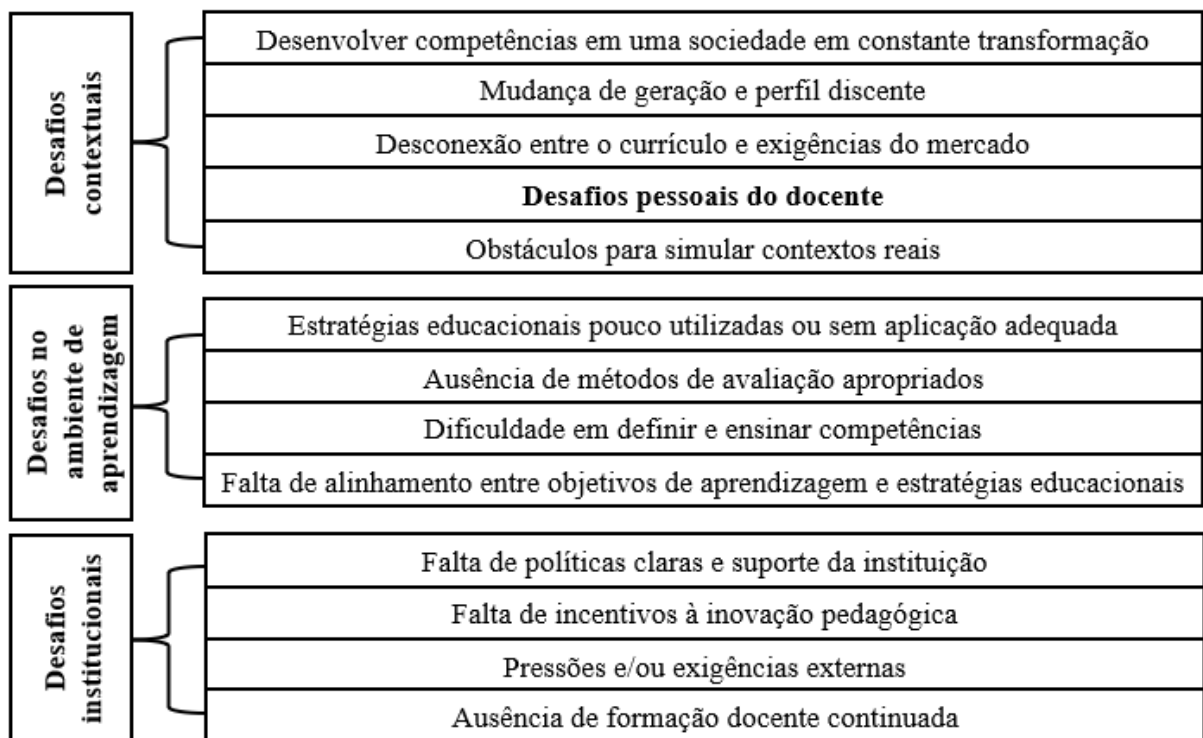 Desafios
contextuais
Desenvolver competências em uma sociedade em constante transformação
Mudança de geração e perfil discente
Desconexão entre o currículo e exigências do mercado
Desafios pessoais do docente
Obstáculos para simular contextos reais
Desafios no
ambiente de
aprendizagem
Estratégias educacionais pouco utilizadas ou sem aplicação adequada
Ausência de métodos de avaliação apropriados
Dificuldade em definir e ensinar competências
Falta de alinhamento entre objetivos de aprendizagem e estratégias educacionais
Desafios
institucionais
Falta de políticas claras e suporte da instituição
Falta de incentivos à inovação pedagógica
Pressões e/ou exigências externas
Ausência de formação docente continuada